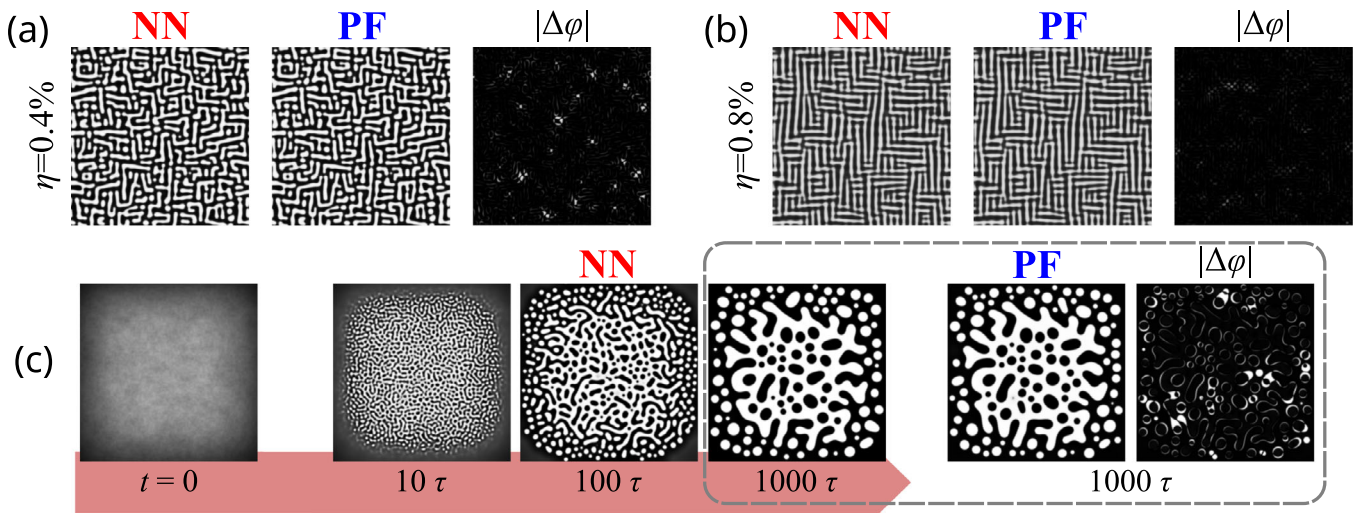 (a)
NN
PF
|Δφ|
η=0.4%
(b)
NN
PF
|Δφ|
η=0.8%
(c)
NN
PF
|Δφ|
t = 0
10 τ
100 τ
1000 τ
1000 τ